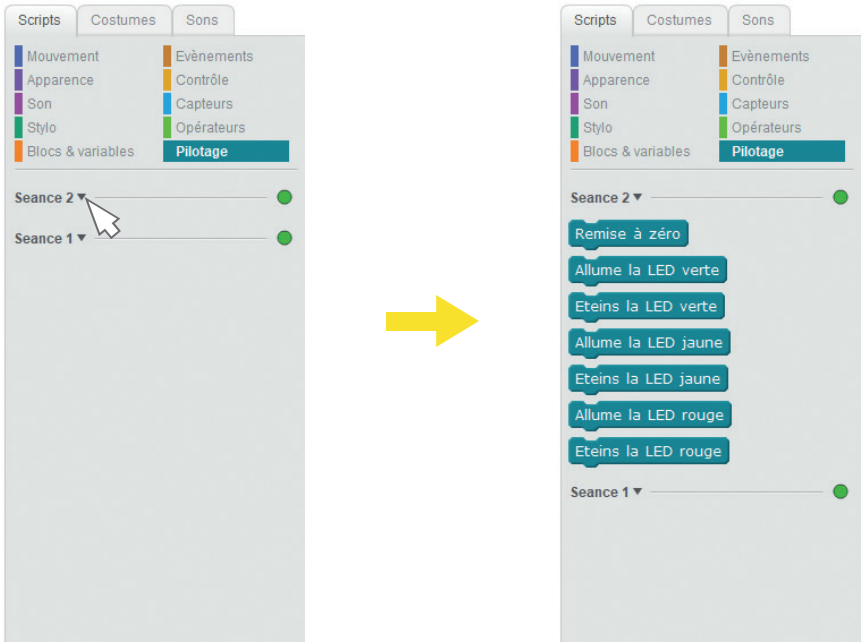 Scripts Costumes Sons
Mouvement Evènements
Apparence Contrôle
Son Capteurs
Stylo Opérateurs
Blocs & variables Pilotage
Seance 2
Seance 1
Scripts Costumes Sons
Mouvement Evènements
Apparence Contrôle
Son Capteurs
Stylo Opérateurs
Blocs & variables Pilotage
Seance 2
Remise à zéro
Allume la LED verte
Eteins la LED verte
Allume la LED jaune
Eteins la LED jaune
Allume la LED rouge
Eteins la LED rouge
Seance 1